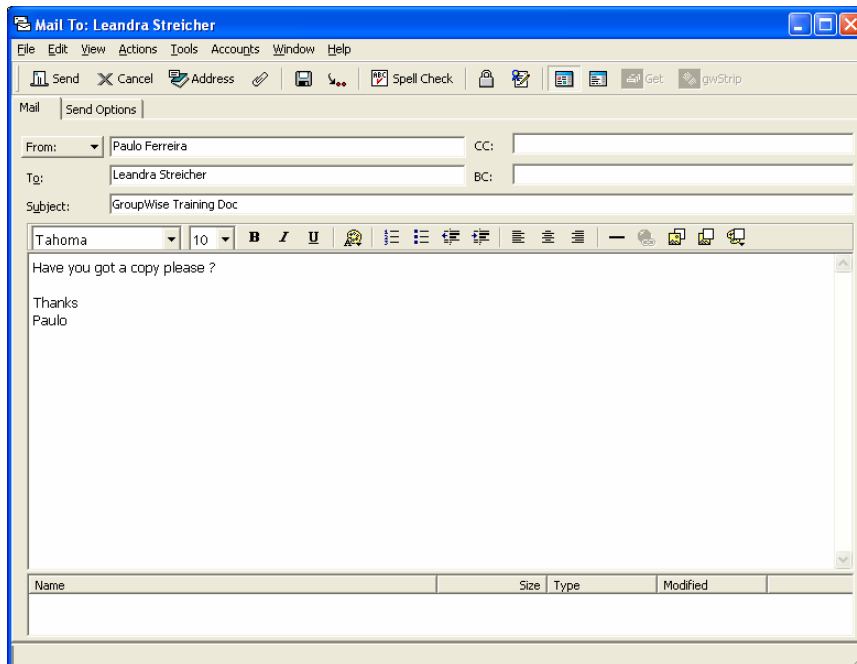 Mail To: Leandra Streicher
File Edit View Actions Tools Accounts Window Help
Send Cancel Address Spell Check Get gwStrip
Mail Send Options
From: Paulo Ferreira CC:
To: Leandra Streicher BC:
Subject: GroupWise Training Doc
Tahoma 10 B I U
Have you got a copy please ?
Thanks
Paulo
Name Size Type Modified